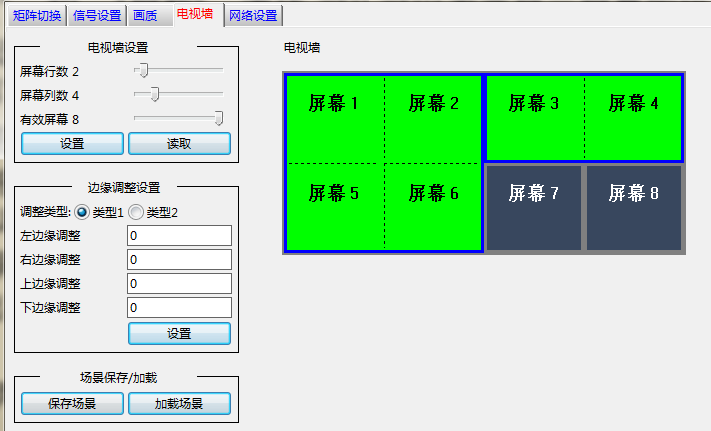 矩阵切换 信号设置 画质 电视墙 网络设置
电视墙设置
屏幕行数 2
屏幕列数 4
有效屏幕 8
设置 读取
边缘调整设置
调整类型: 类型1 类型2
左边缘调整 0
右边缘调整 0
上边缘调整 0
下边缘调整 0
设置
场景保存/加载
保存场景 加载场景
电视墙
屏幕 1 屏幕 2 屏幕 3 屏幕 4
屏幕 5 屏幕 6 屏幕 7 屏幕 8